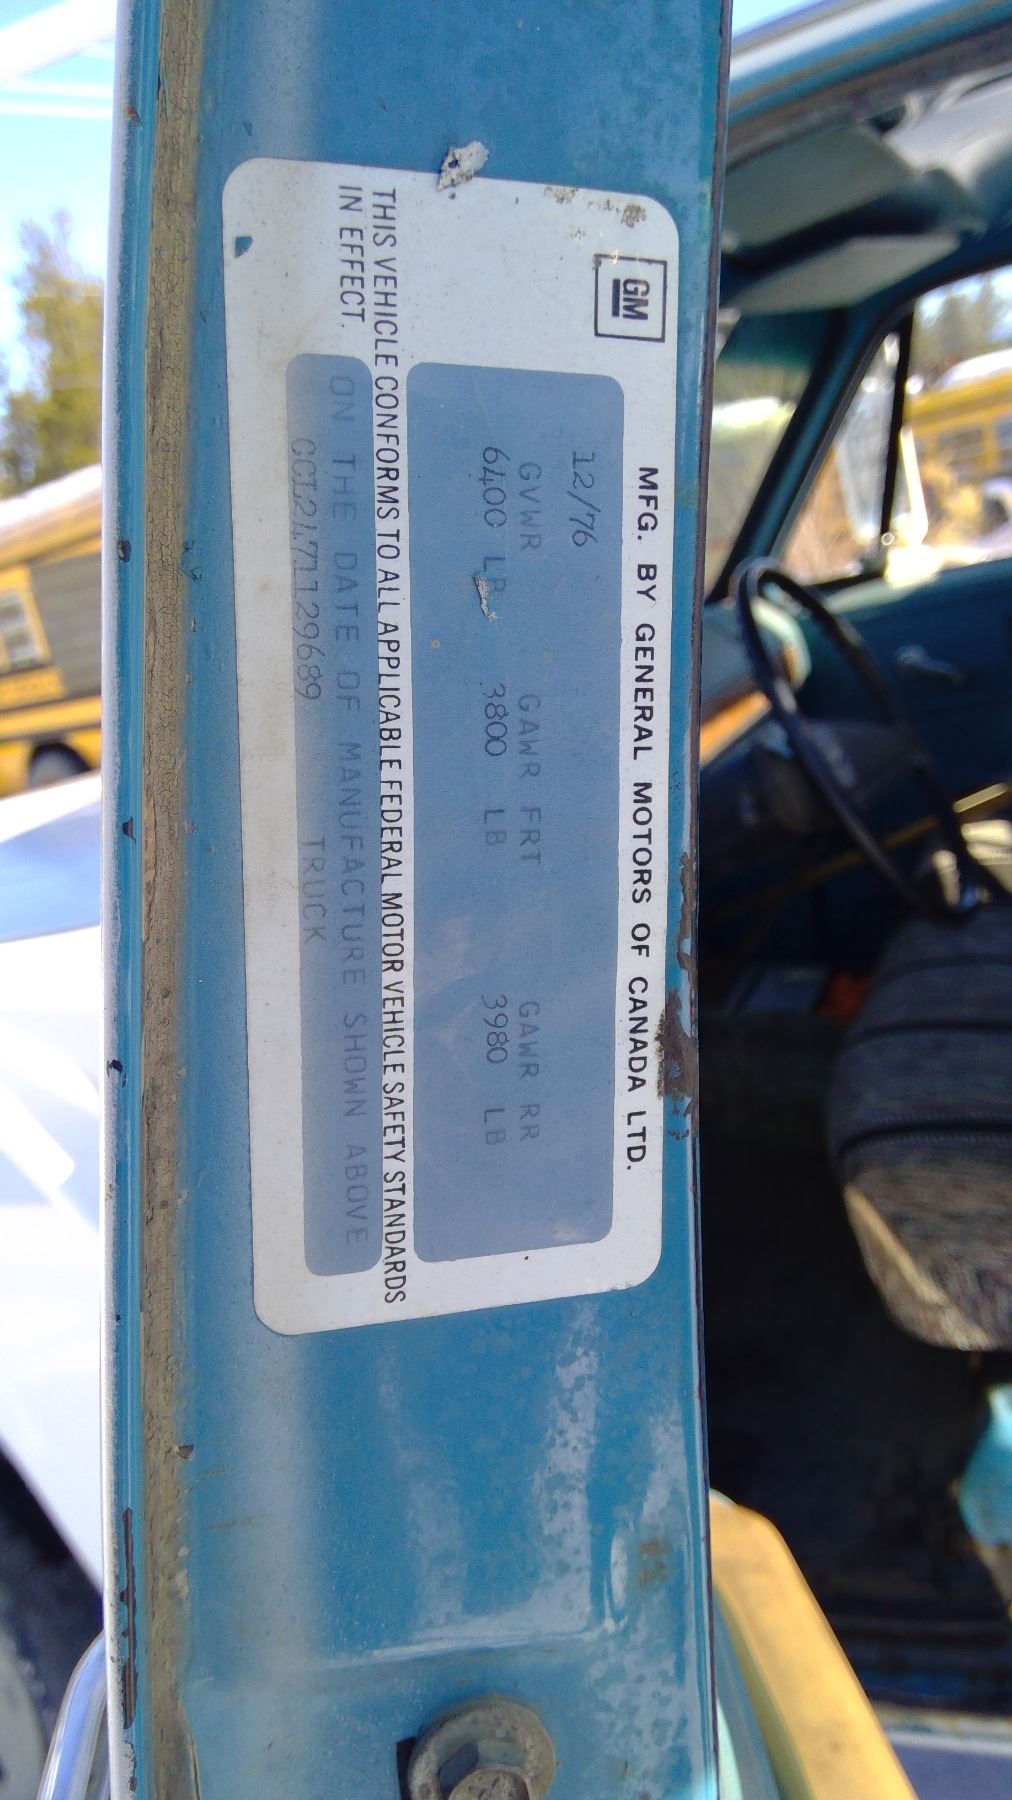 GM
MFG. BY GENERAL MOTORS OF CANADA LTD.
12/76
GVWR GAWR FRT GAWR RR
6400 LB 3800 LB 3980 LB
THIS VEHICLE CONFORMS TO ALL APPLICABLE FEDERAL MOTOR VEHICLE SAFETY STANDARDS
IN EFFECT. ON THE DATE OF MANUFACTURE SHOWN ABOVE
CCL247J129689 TRUCK